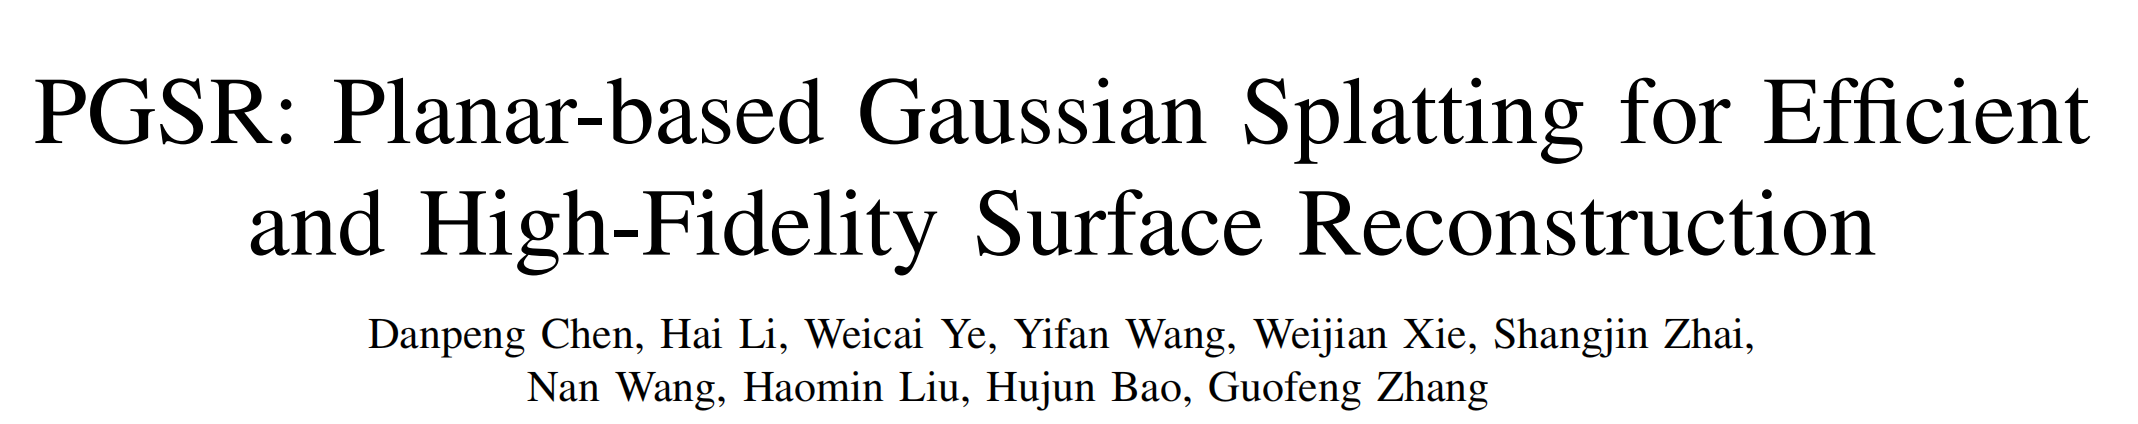 PGSR: Planar-based Gaussian Splatting for Efficient
and High-Fidelity Surface Reconstruction
Danpeng Chen, Hai Li, Weicai Ye, Yifan Wang, Weijian Xie, Shangjin Zhai,
Nan Wang, Haomin Liu, Hujun Bao, Guofeng Zhang